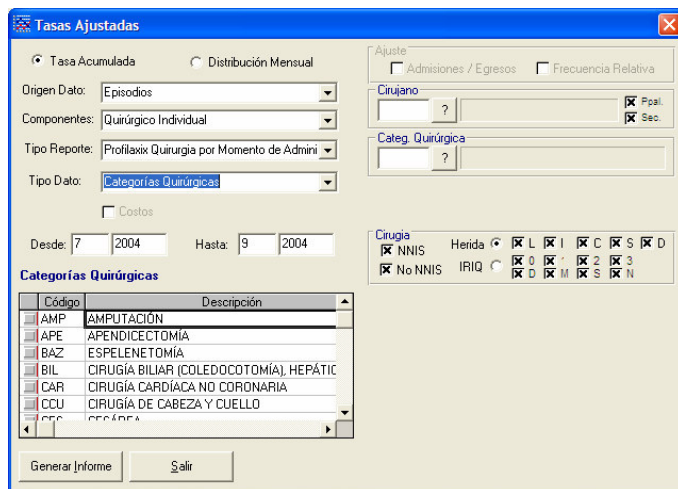 Tasas Ajustadas
Tasa Acumulada
Distribución Mensual
Origen Dato: Episodios
Componentes: Quirúrgico Individual
Tipo Reporte: Profilaxix Quirurgia por Momento de Admini
Tipo Dato: Categorías Quirúrgicas
Costos
Desde: 7 2004 Hasta: 9 2004
Categorías Quirúrgicas
Código Descripción
AMP AMPUTACIÓN
APE APENDICECTOMÍA
BAZ ESPELENETOMÍA
BIL CIRUGÍA BILIAR (COLEDOCOTOMÍA), HEPÁTIC
CAR CIRUGÍA CARDÍACA NO CORONARIA
CCU CIRUGÍA DE CABEZA Y CUELLO
CES CESÁREA
Generar Informe Salir
Ajuste
Admisiones / Egresos Frecuencia Relativa
Cirujano
? Ppal.
Sec.
Categ. Quirúrgica
?
Cirugia
NNIS Herida L I C S D
No NNIS IRIQ 0 1 2 3
D M S N